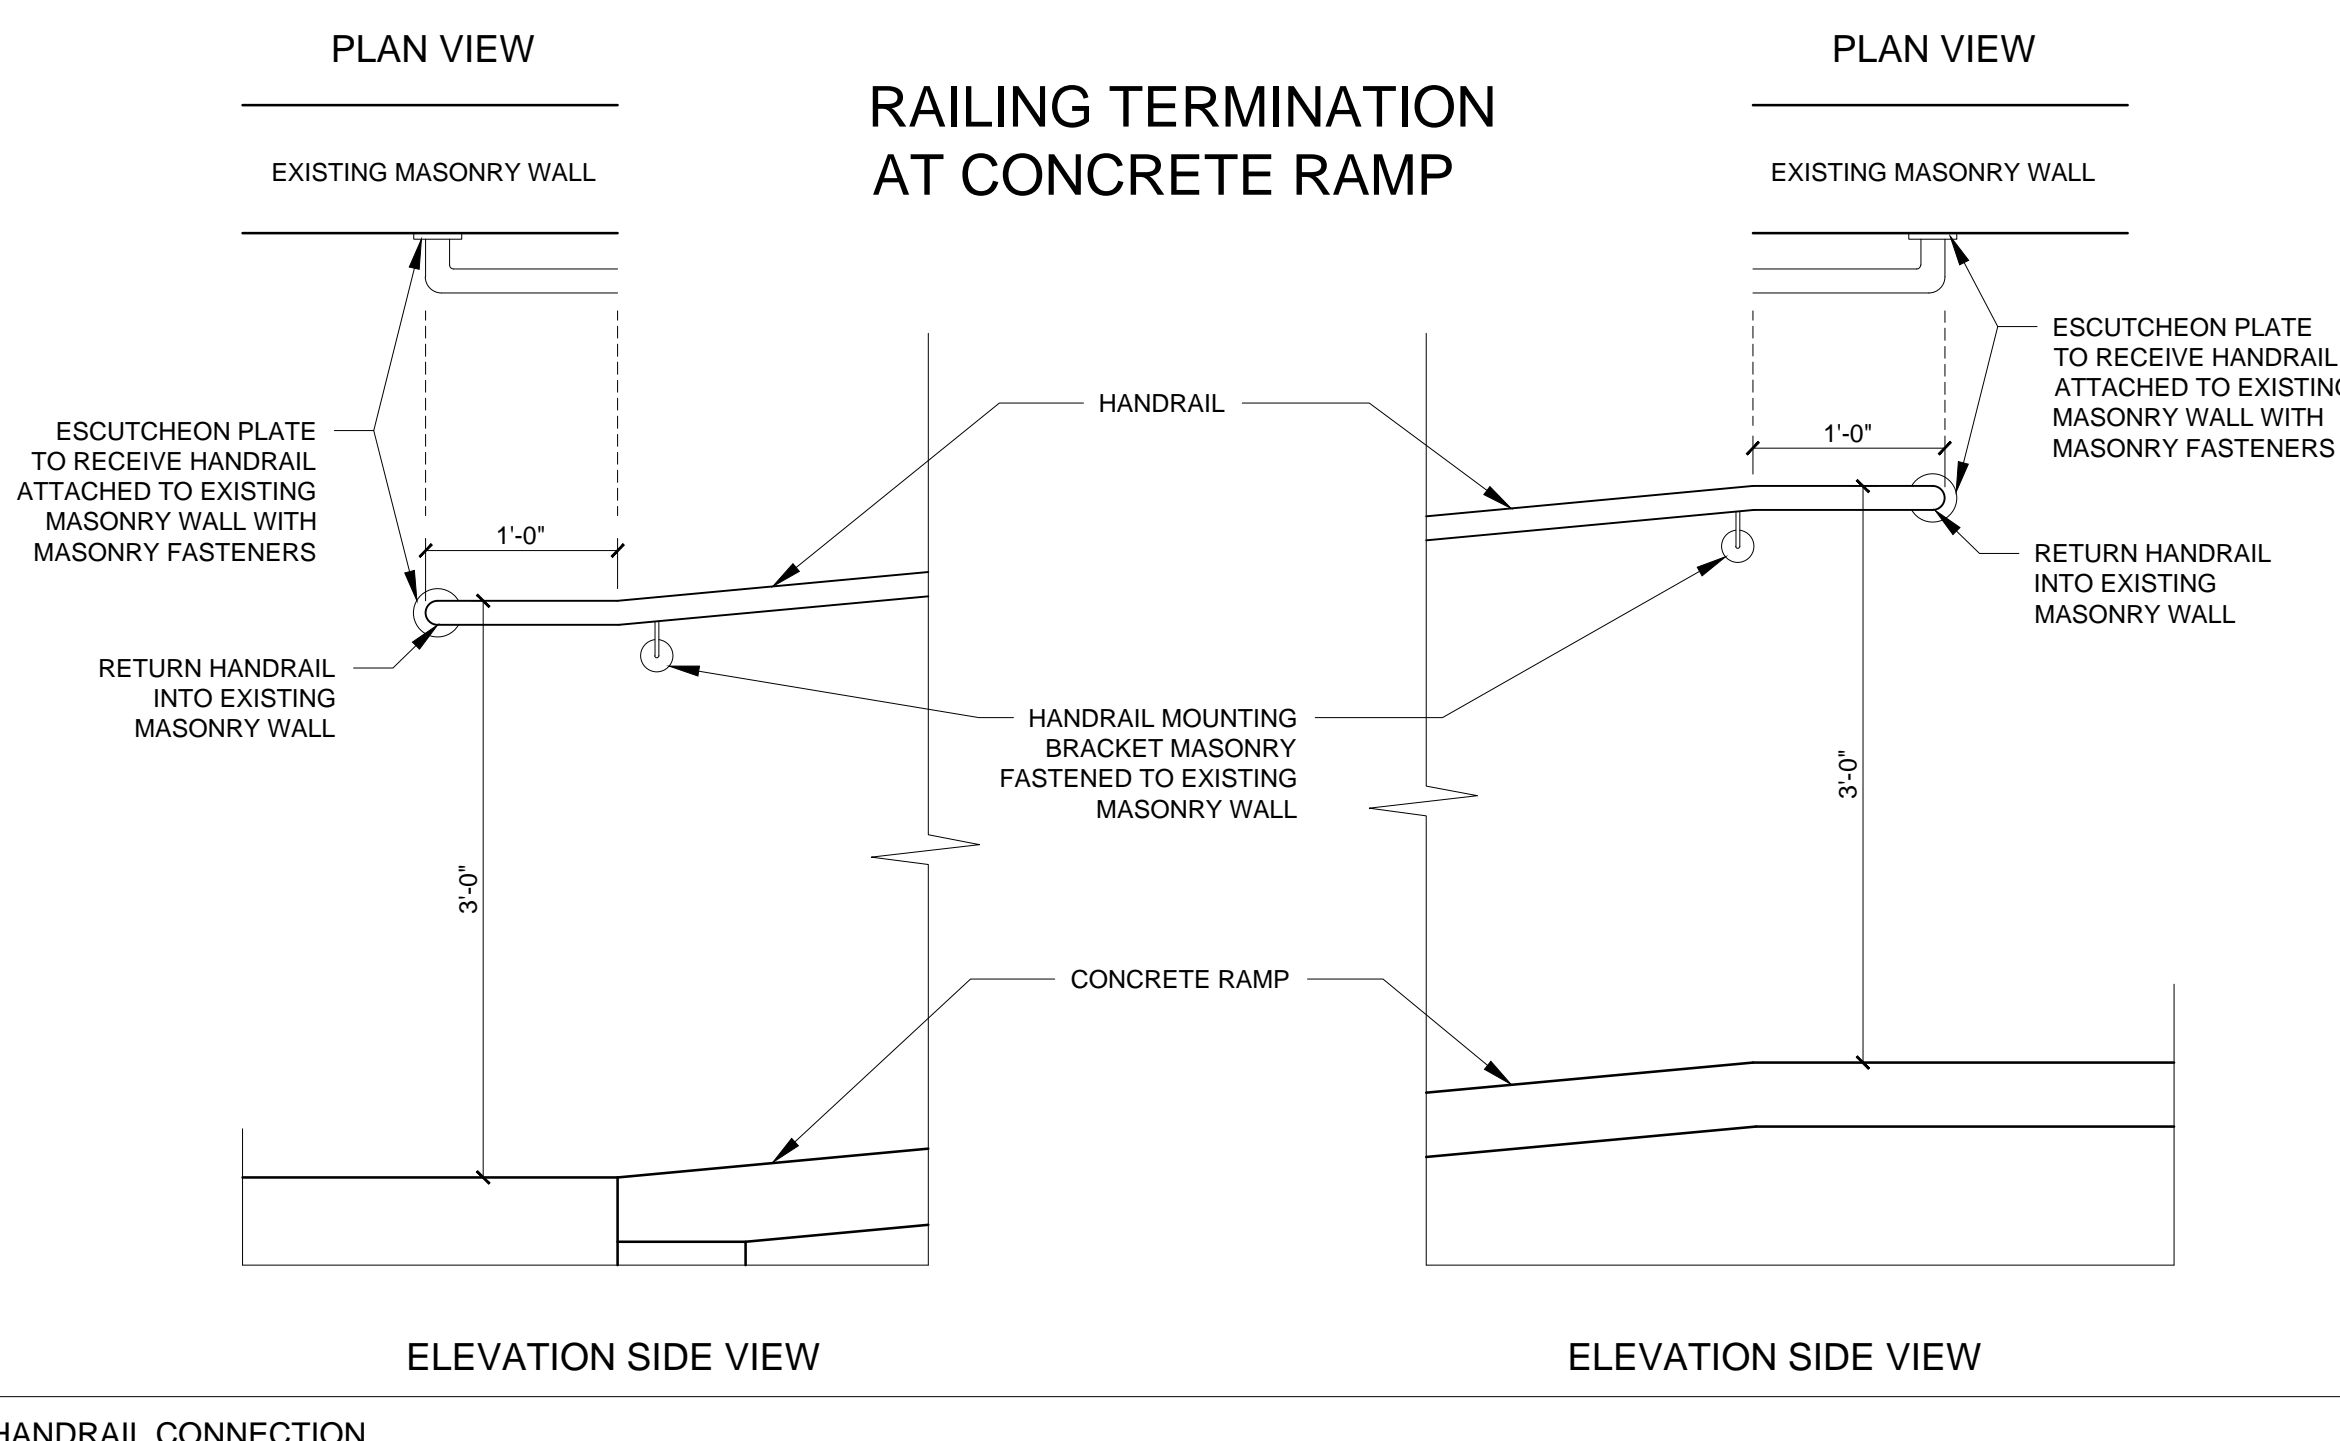 PLAN VIEW
EXISTING MASONRY WALL
RAILING TERMINATION
AT CONCRETE RAMP
PLAN VIEW
EXISTING MASONRY WALL
ESCUTCHEON PLATE
TO RECEIVE HANDRAIL
ATTACHED TO EXISTING
MASONRY WALL WITH
MASONRY FASTENERS
1'-0"
RETURN HANDRAIL
INTO EXISTING
MASONRY WALL
3'-0"
HANDRAIL
HANDRAIL MOUNTING
BRACKET MASONRY
FASTENED TO EXISTING
MASONRY WALL
CONCRETE RAMP
1'-0"
ESCUTCHEON PLATE
TO RECEIVE HANDRAIL
ATTACHED TO EXISTING
MASONRY WALL WITH
MASONRY FASTENERS
RETURN HANDRAIL
INTO EXISTING
MASONRY WALL
3'-0"
ELEVATION SIDE VIEW
ELEVATION SIDE VIEW
HANDRAIL CONNECTION